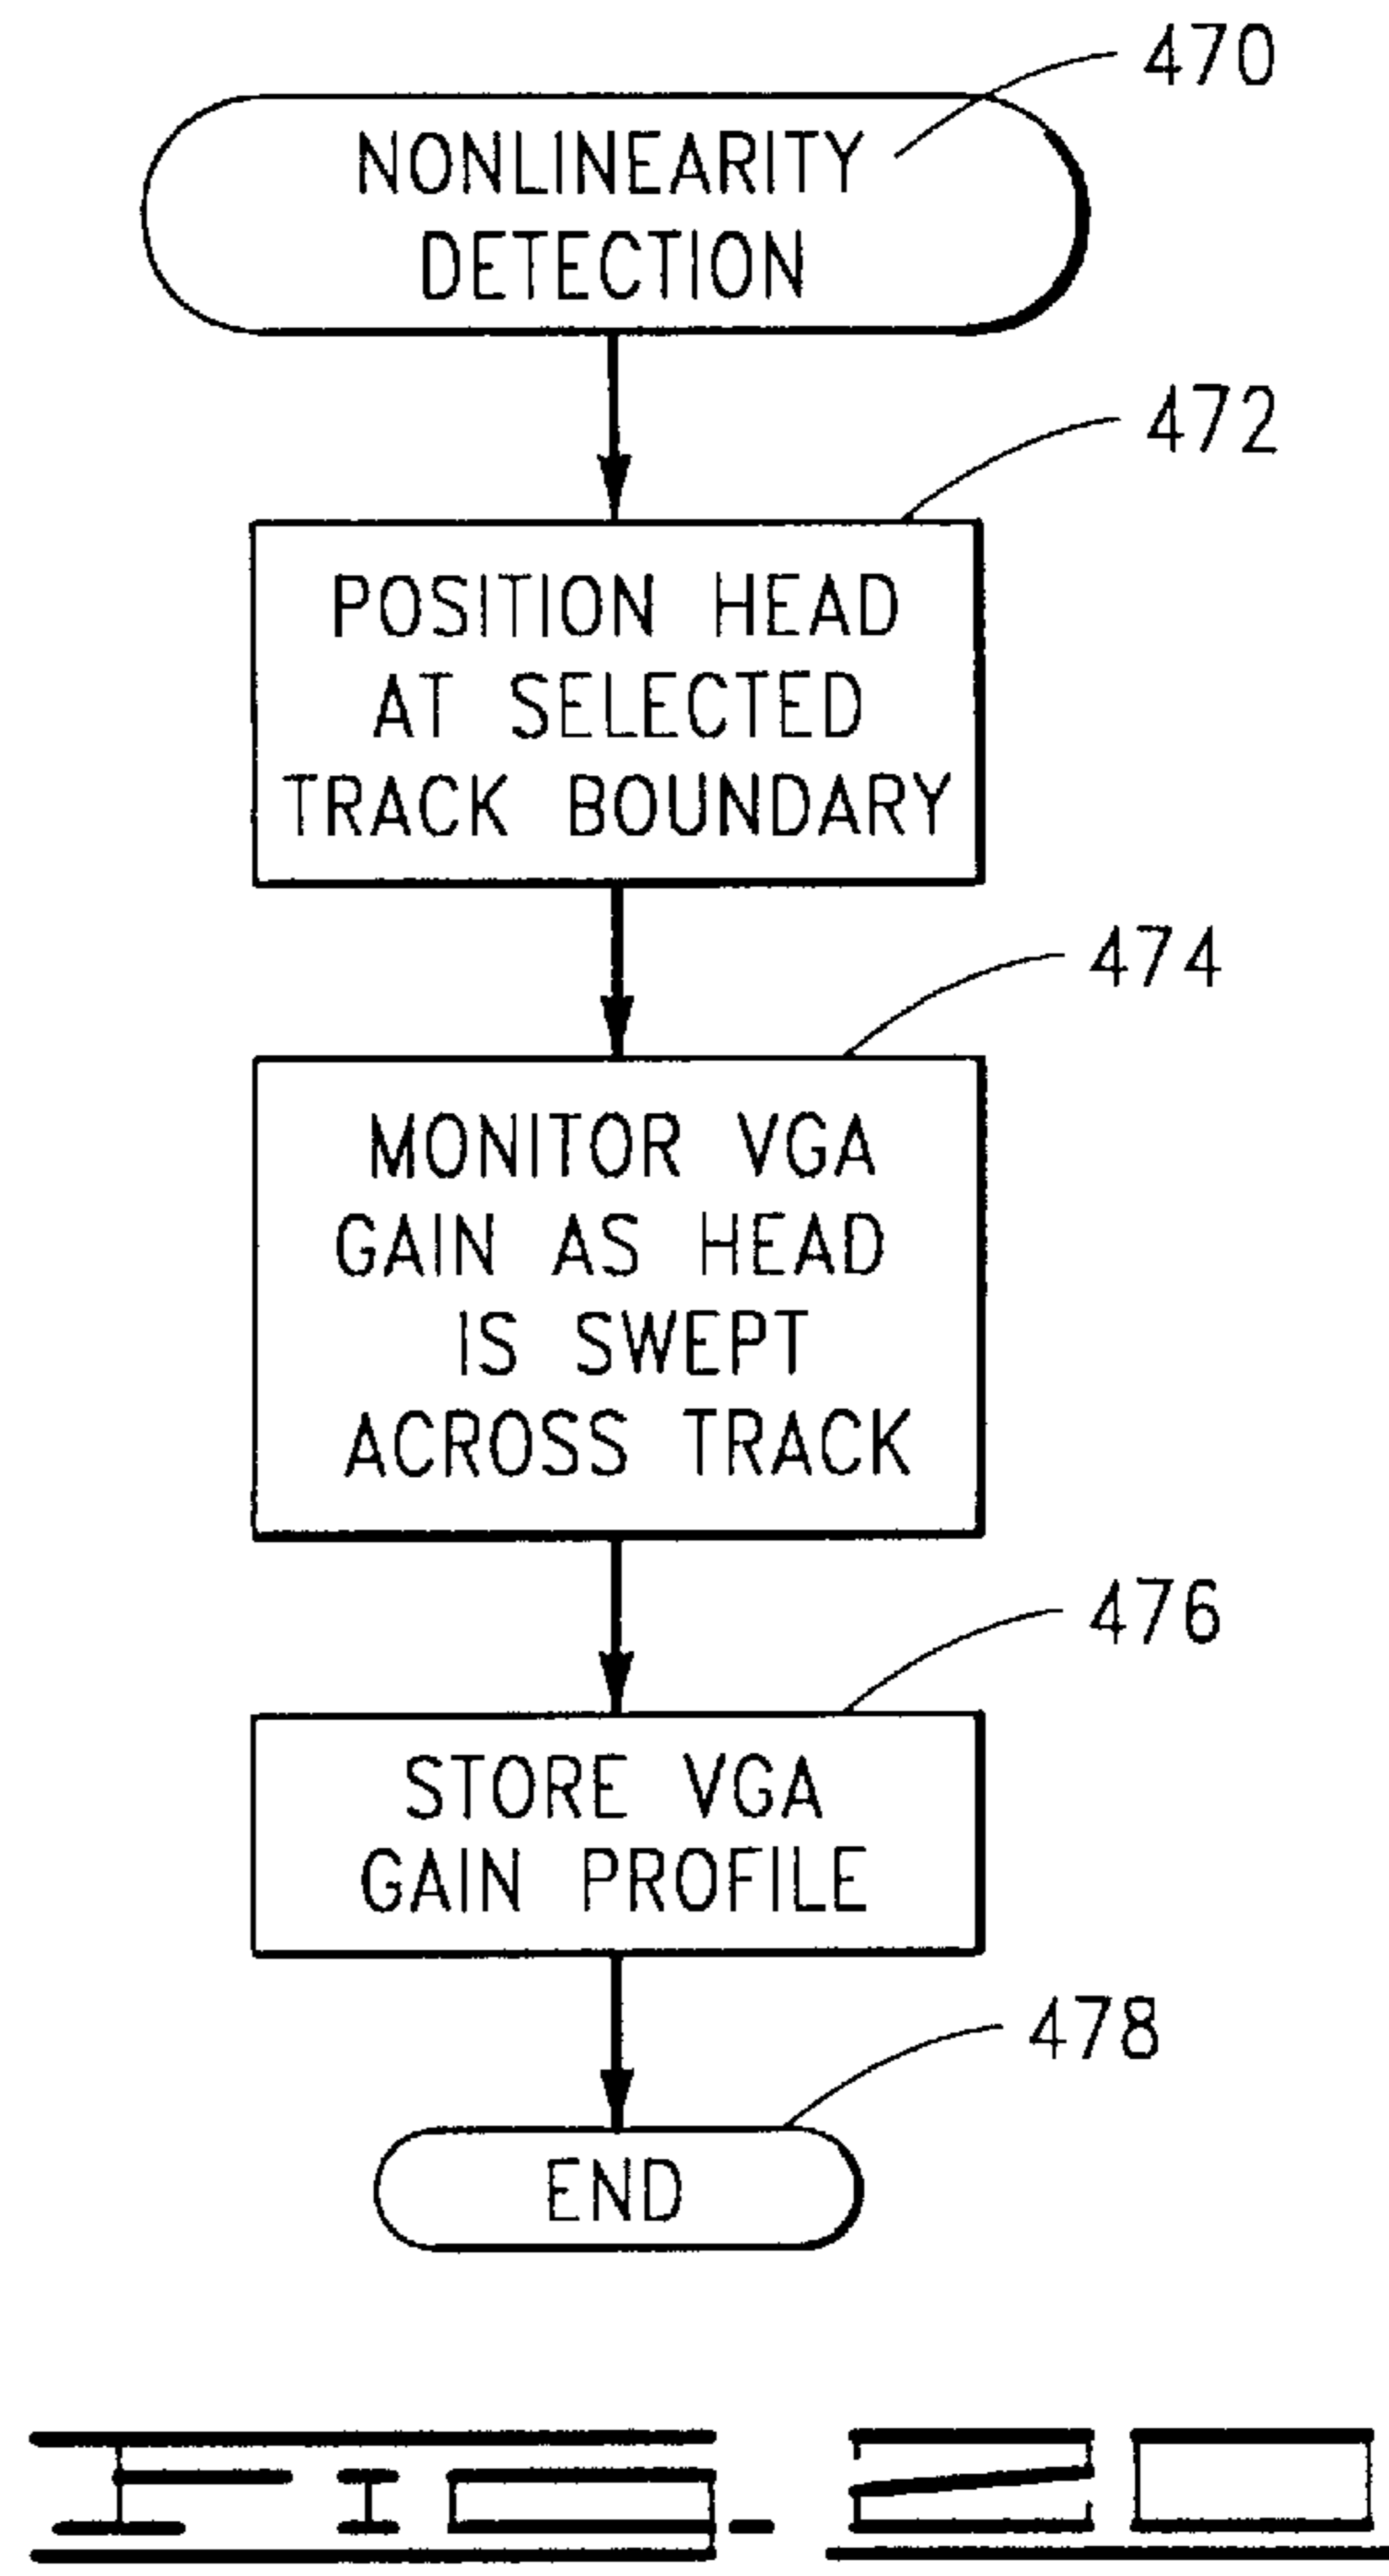 470
NONLINEARITY
DETECTION
472
POSITION HEAD
AT SELECTED
TRACK BOUNDARY
474
MONITOR VGA
GAIN AS HEAD
IS SWEPT
ACROSS TRACK
476
STORE VGA
GAIN PROFILE
478
END
FIG. 20